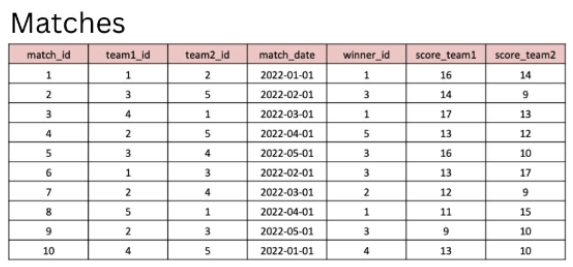 Matches
match_id team1_id team2_id match_date winner_id score_team1 score_team2
1 1 2 2022-01-01 1 16 14
2 3 5 2022-02-01 3 14 9
3 4 1 2022-03-01 1 17 13
4 2 5 2022-04-01 5 13 12
5 3 4 2022-05-01 3 16 10
6 1 3 2022-02-01 3 13 17
7 2 4 2022-03-01 2 12 9
8 5 1 2022-04-01 1 11 15
9 2 3 2022-05-01 3 9 10
10 4 5 2022-01-01 4 13 10